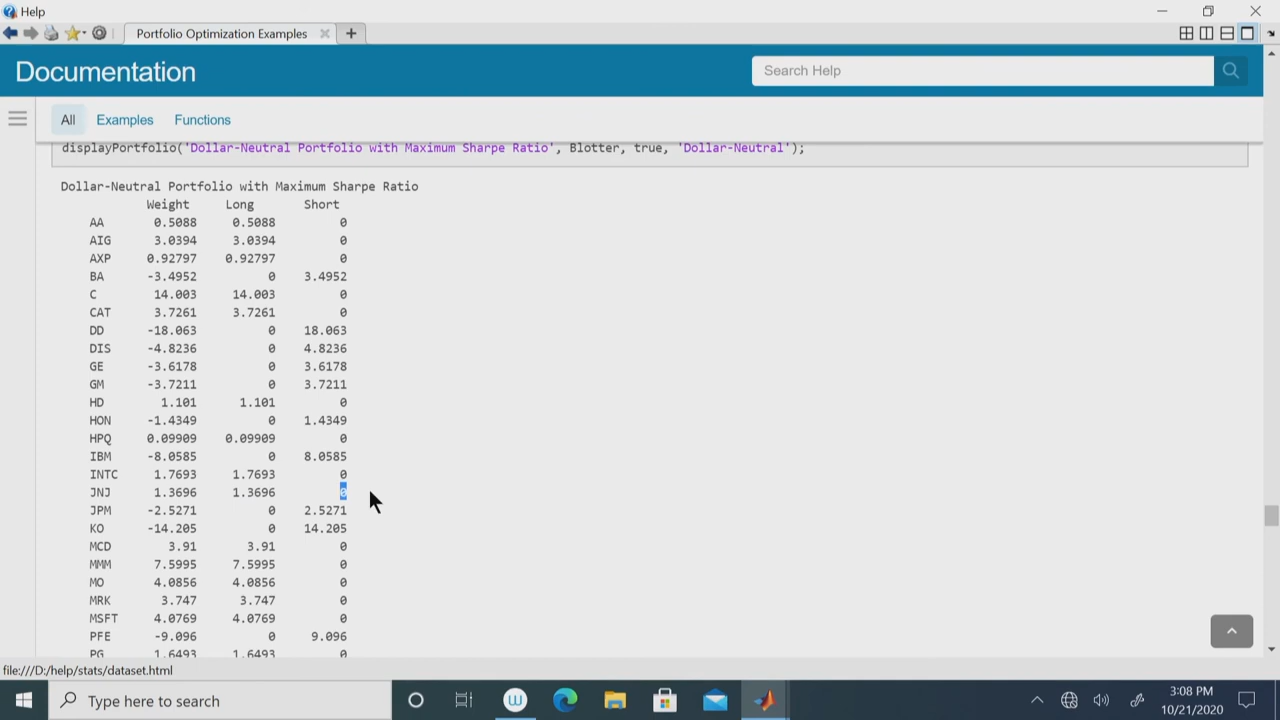 Help
Portfolio Optimization Examples
Documentation
Search Help
All Examples Functions
displayPortfolio('Dollar-Neutral Portfolio with Maximum Sharpe Ratio', Blotter, true, 'Dollar-Neutral');
Dollar-Neutral Portfolio with Maximum Sharpe Ratio
Weight Long Short
AA 0.5088 0.5088 0
AIG 3.0394 3.0394 0
AXP 0.92797 0.92797 0
BA -3.4952 0 3.4952
C 14.003 14.003 0
CAT 3.7261 3.7261 0
DD -18.063 0 18.063
DIS -4.8236 0 4.8236
GE -3.6178 0 3.6178
GM -3.7211 0 3.7211
HD 1.101 1.101 0
HON -1.4349 0 1.4349
HPQ 0.09909 0.09909 0
IBM -8.0585 0 8.0585
INTC 1.7693 1.7693 0
JNJ 1.3696 1.3696 0
JPM -2.5271 0 2.5271
KO -14.205 0 14.205
MCD 3.91 3.91 0
MMM 7.5995 7.5995 0
MO 4.0856 4.0856 0
MRK 3.747 3.747 0
MSFT 4.0769 4.0769 0
PFE -9.096 0 9.096
PG 1.6493 1.6493 0
file:///D:/help/stats/dataset.html
Type here to search
3:08 PM
10/21/2020